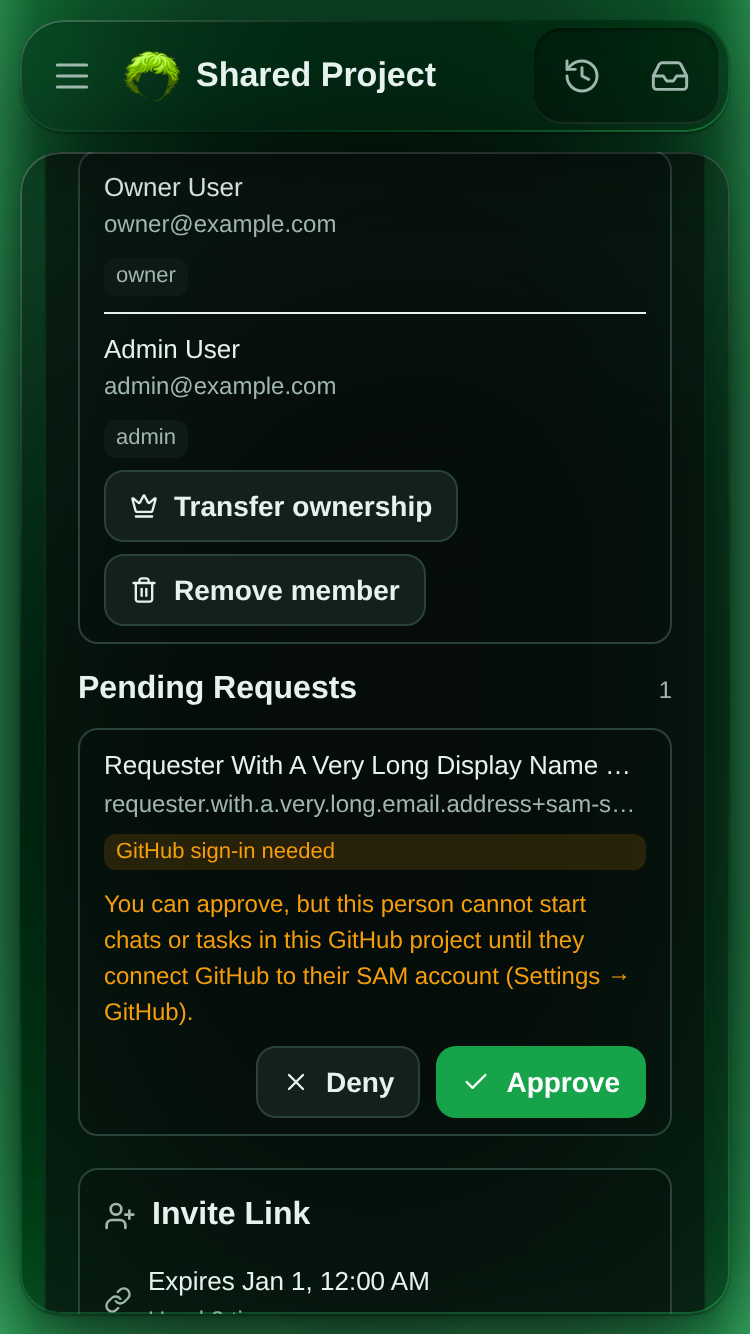 Shared Project
Owner User
owner@example.com
owner
Admin User
admin@example.com
admin
Transfer ownership
Remove member
Pending Requests
1
Requester With A Very Long Display Name …
requester.with.a.very.long.email.address+sam-s…
GitHub sign-in needed
You can approve, but this person cannot start
chats or tasks in this GitHub project until they
connect GitHub to their SAM account (Settings →
GitHub).
Deny
Approve
Invite Link
Expires Jan 1, 12:00 AM